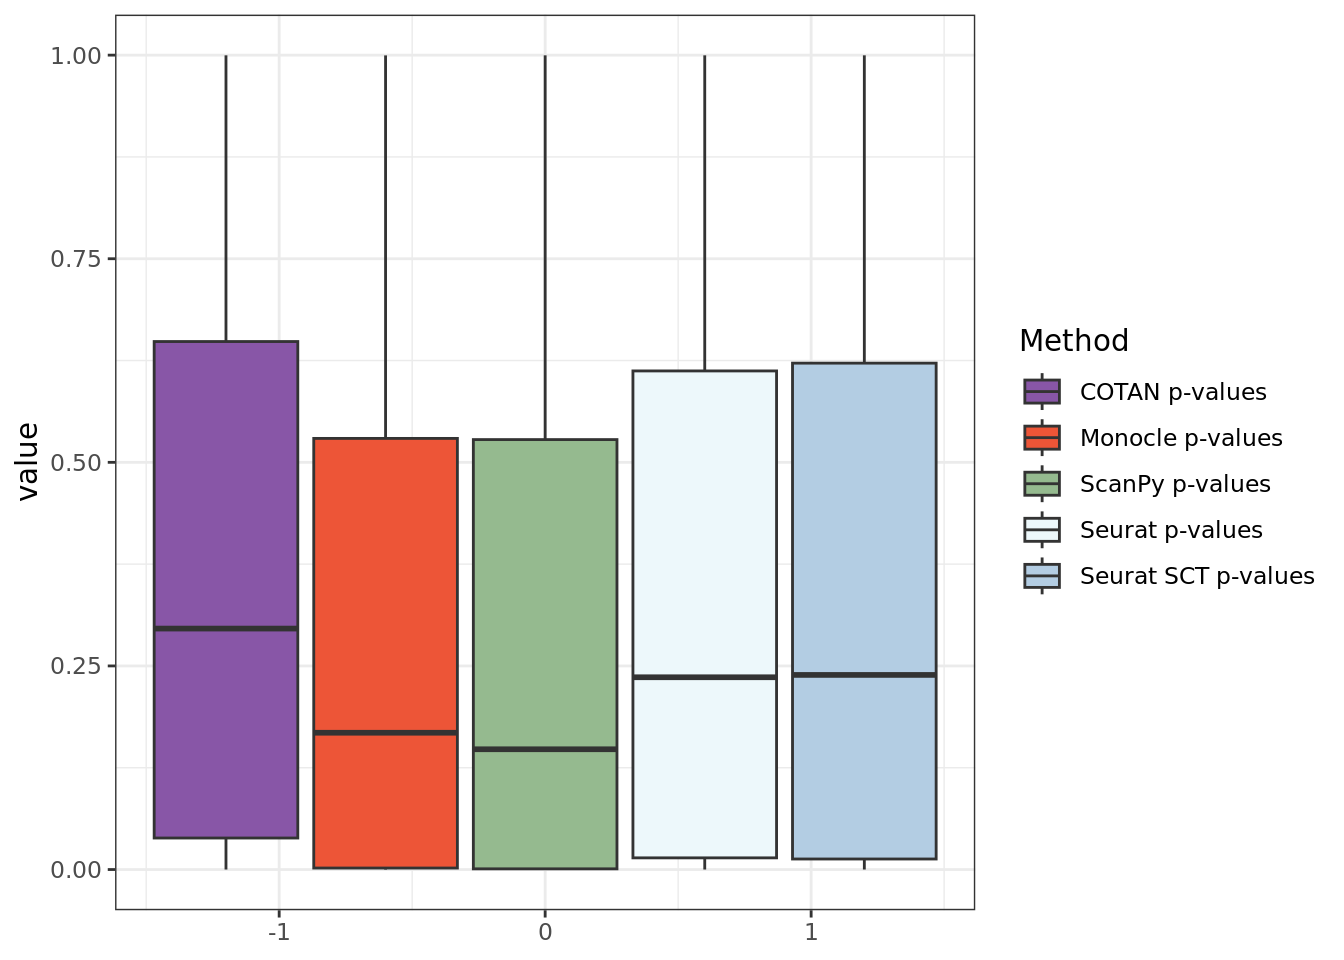 1.00
0.75
0.50
0.25
0.00
value
-1
0
1
Method
COTAN p-values
Monocle p-values
ScanPy p-values
Seurat p-values
Seurat SCT p-values